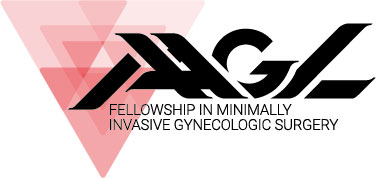 AAGL
FELLOWSHIP IN MINIMALLY
INVASIVE GYNECOLOGIC SURGERY